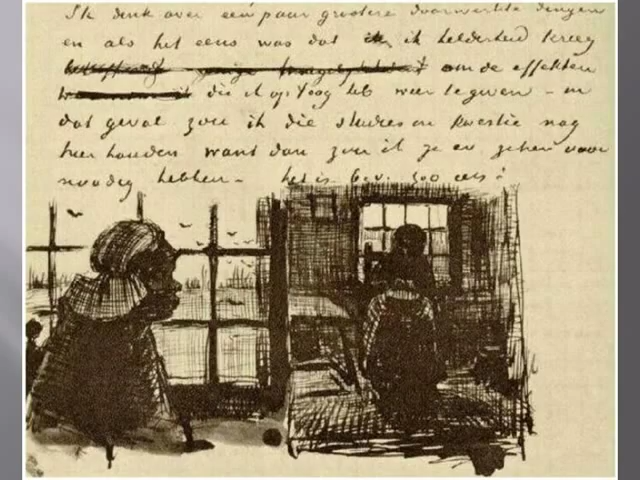 Ik denk over een paar grootere doorwerkte dingen
en als het eens was dat ik helderheid kreeg
om de effekten
die ik op 't oog heb weer te geven – in
dat geval zou ik die studies in kwestie nog
hier houden want dan zou ik ze er zeker voor
noodig hebben – het is b.v. zoo iets: